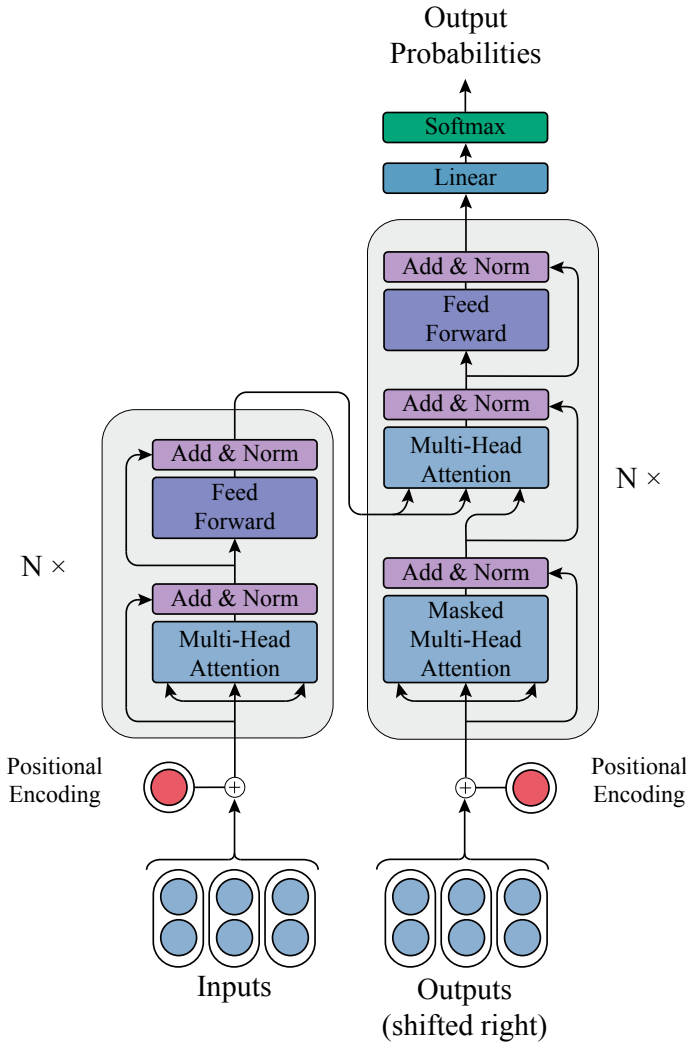 Output
Probabilities
Softmax
Linear
Add & Norm
Feed
Forward
Add & Norm
Multi-Head
Attention
N ×
Add & Norm
Masked
Multi-Head
Attention
Add & Norm
Feed
Forward
N ×
Add & Norm
Multi-Head
Attention
Positional
Encoding
Positional
Encoding
Inputs
Outputs
(shifted right)